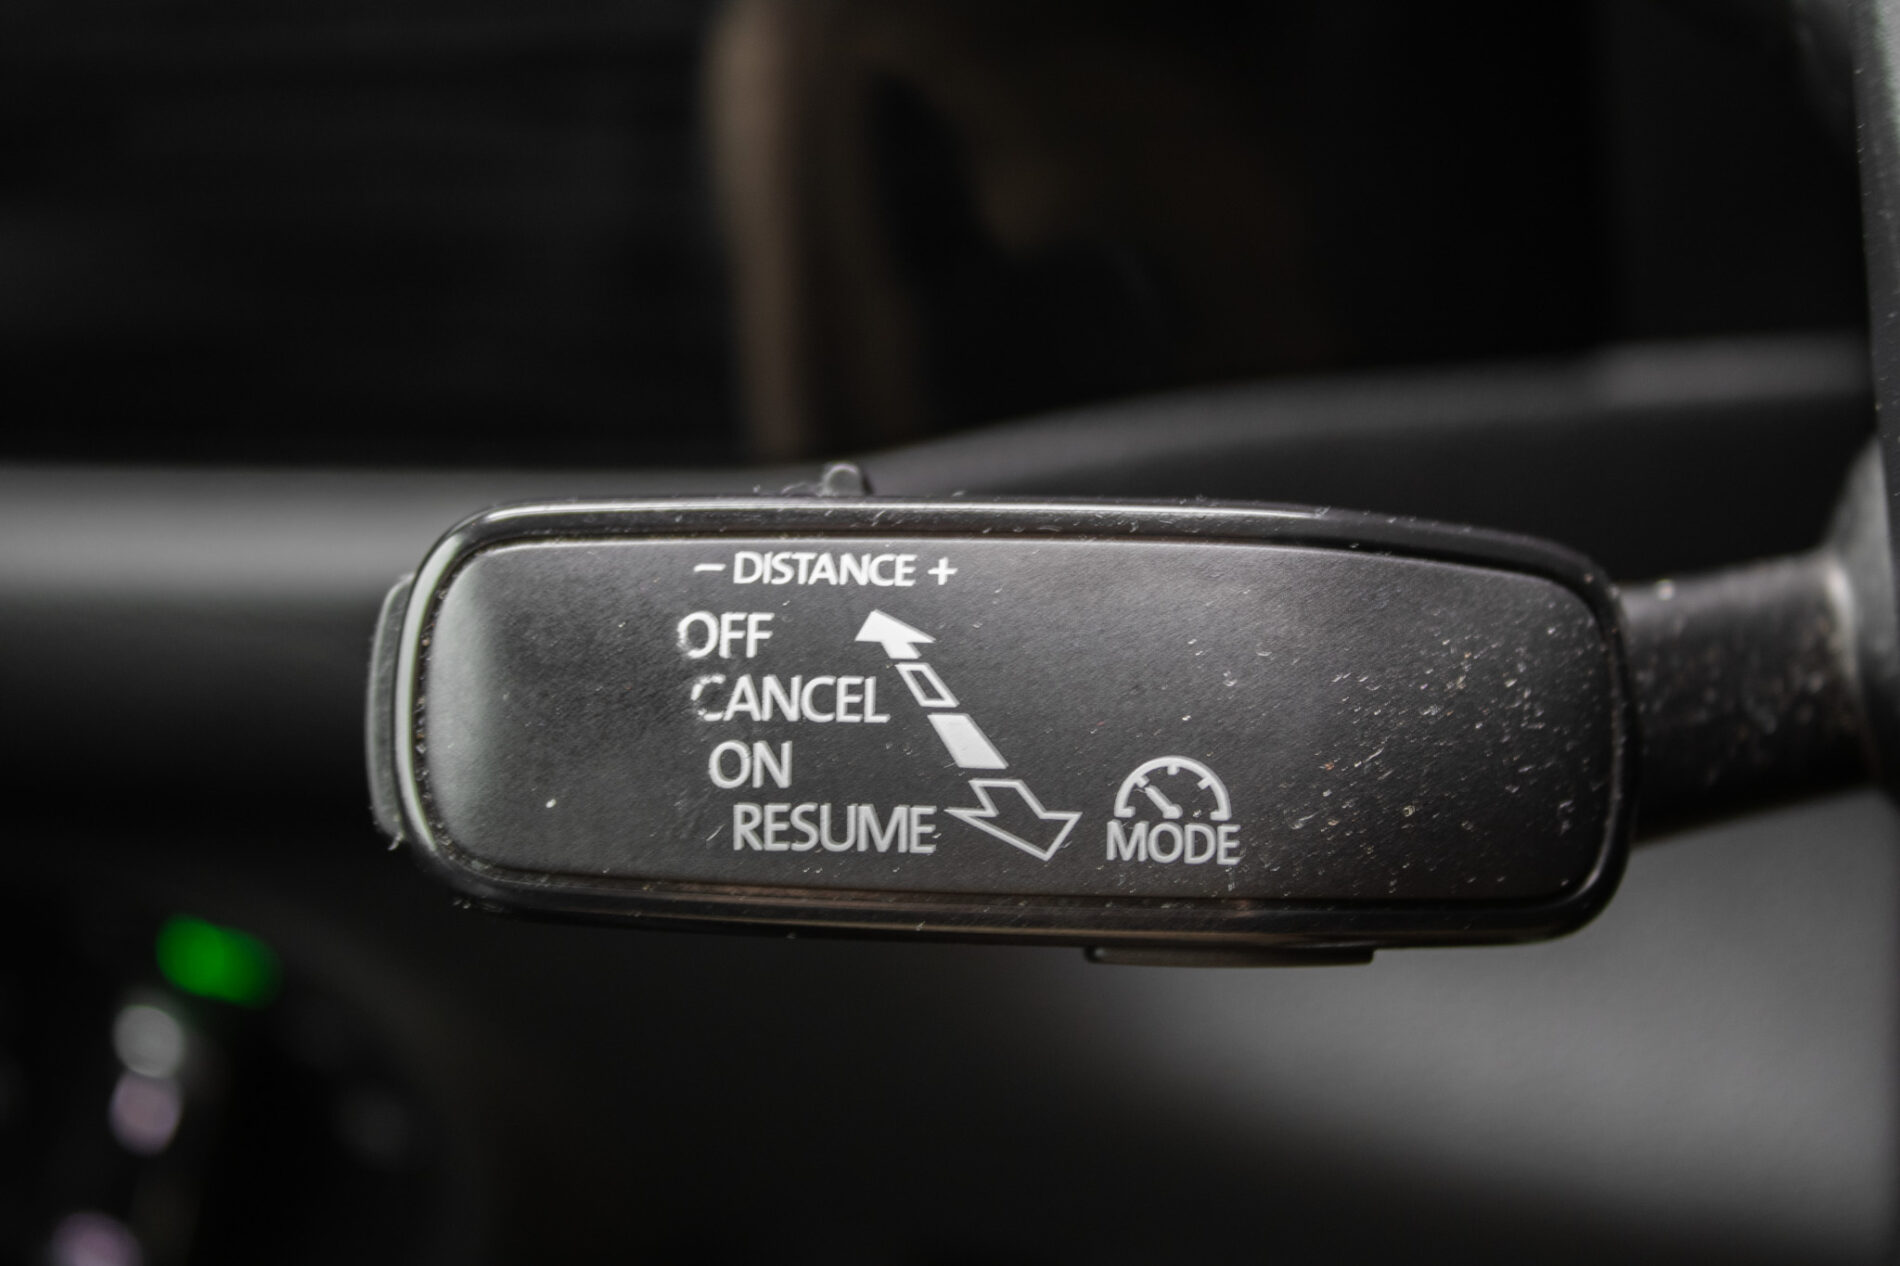 − DISTANCE +
OFF
CANCEL
ON
RESUME
MODE